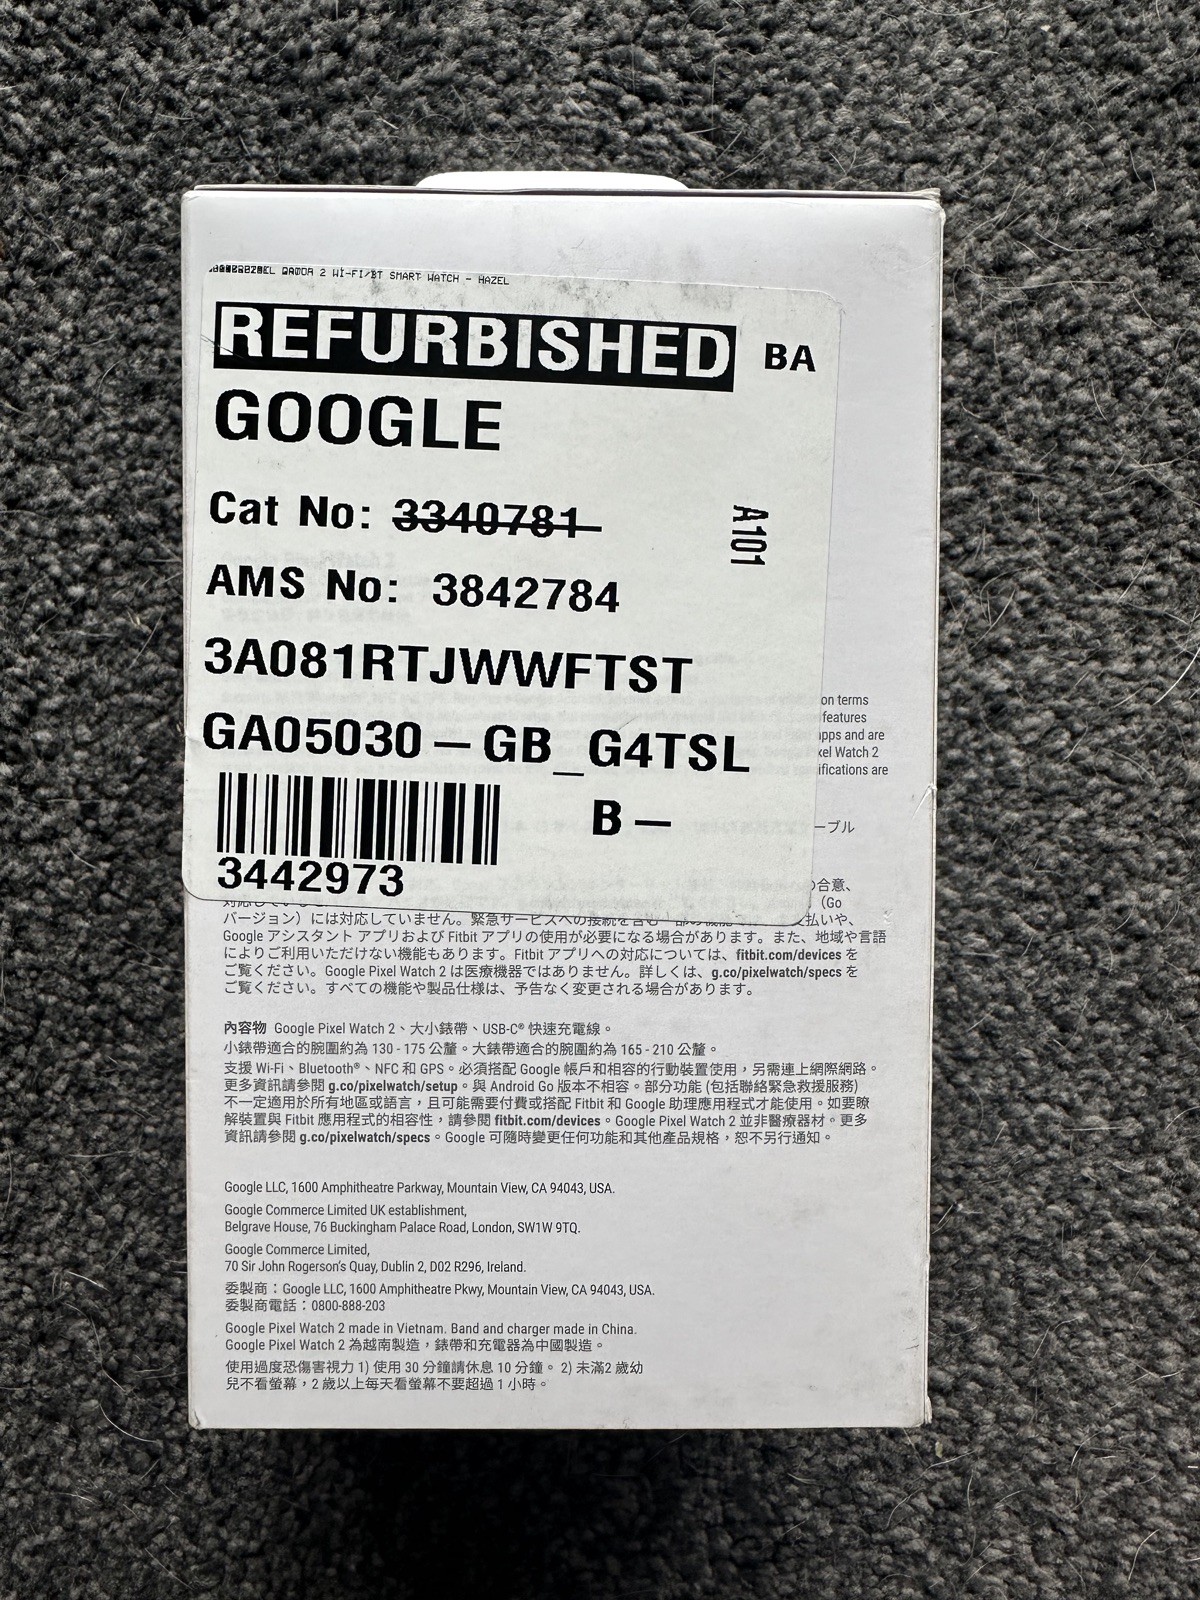 2 WI-FI/BT SMART WATCH - HAZEL
REFURBISHED BA
GOOGLE
Cat No: 3340781
A101
AMS No: 3842784
3A081RTJWWFTST
GA05030-GB_G4TSL
B-
3442973
on terms
features
apps and are
xel Watch 2
ifications are
ーブル
合意、
（Go
バージョン）には対応していません。緊急サービスへの接続を含む
払いや、
Google アシスタント アプリおよび Fitbit アプリの使用が必要になる場合があります。また、地域や言語
によりご利用いただけない機能もあります。Fitbit アプリへの対応については、fitbit.com/devices を
ご覧ください。Google Pixel Watch 2 は医療機器ではありません。詳しくは、g.co/pixelwatch/specs を
ご覧ください。すべての機能や製品仕様は、予告なく変更される場合があります。
內容物 Google Pixel Watch 2、大小錶帶、USB-C® 快速充電線。
小錶帶適合的腕圍約為 130 - 175 公釐。大錶帶適合的腕圍約為 165 - 210 公釐。
支援 Wi-Fi、Bluetooth®、NFC 和 GPS。必須搭配 Google 帳戶和相容的行動裝置使用，另需連上網際網路。
更多資訊請參閱 g.co/pixelwatch/setup。與 Android Go 版本不相容。部分功能 (包括聯絡緊急救援服務)
不一定適用於所有地區或語言，且可能需要付費或搭配 Fitbit 和 Google 助理應用程式才能使用。如要瞭
解裝置與 Fitbit 應用程式的相容性，請參閱 fitbit.com/devices。Google Pixel Watch 2 並非醫療器材。更多
資訊請參閱 g.co/pixelwatch/specs。Google 可隨時變更任何功能和其他產品規格，恕不另行通知。
Google LLC, 1600 Amphitheatre Parkway, Mountain View, CA 94043, USA.
Google Commerce Limited UK establishment,
Belgrave House, 76 Buckingham Palace Road, London, SW1W 9TQ.
Google Commerce Limited,
70 Sir John Rogerson's Quay, Dublin 2, D02 R296, Ireland.
委製商：Google LLC, 1600 Amphitheatre Pkwy, Mountain View, CA 94043, USA.
委製商電話：0800-888-203
Google Pixel Watch 2 made in Vietnam. Band and charger made in China.
Google Pixel Watch 2 為越南製造，錶帶和充電器為中國製造。
使用過度恐傷害視力 1) 使用 30 分鐘請休息 10 分鐘。 2) 未滿2 歲幼
兒不看螢幕，2 歲以上每天看螢幕不要超過 1 小時。